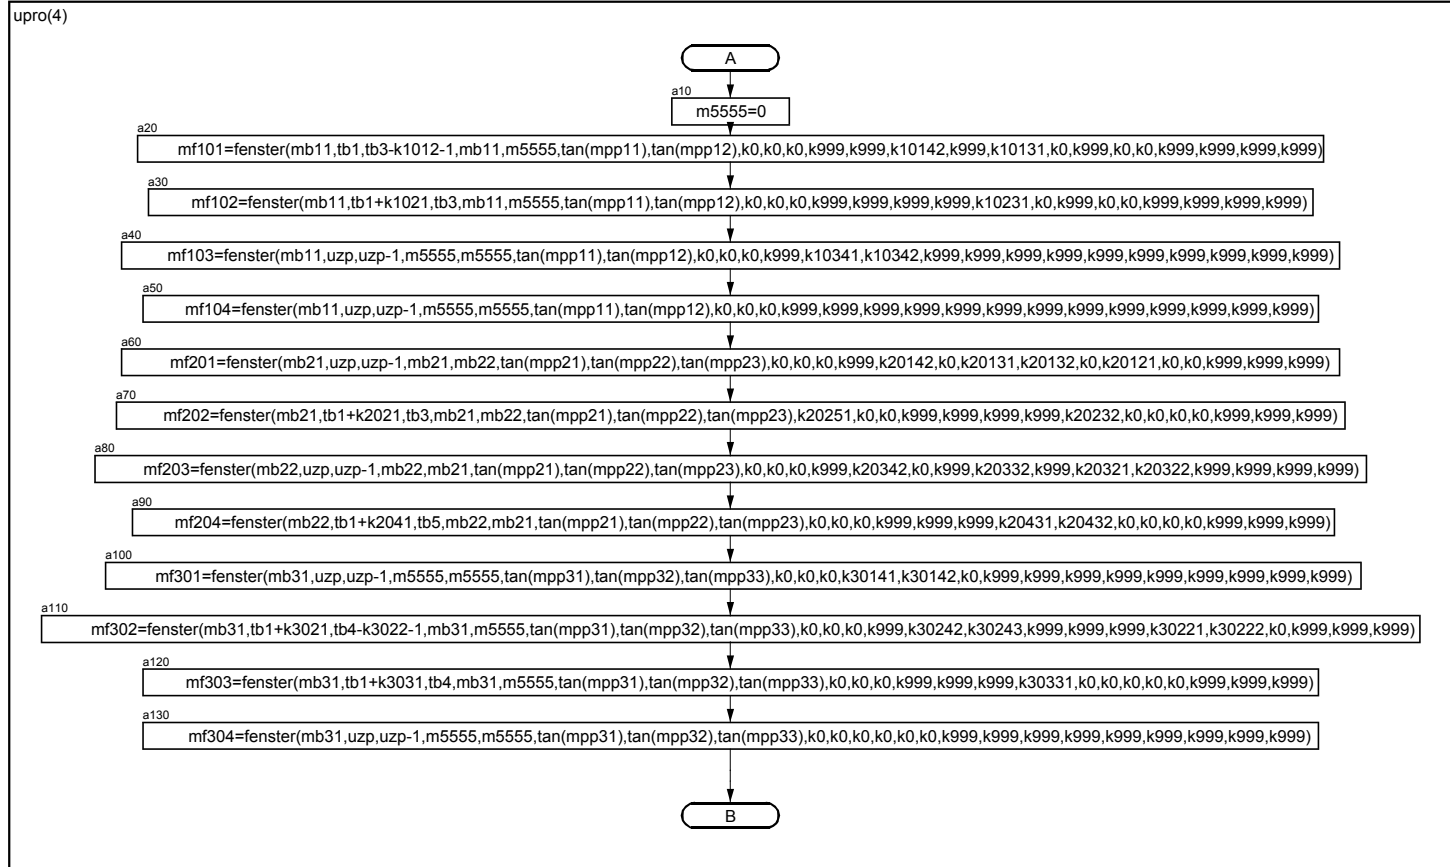 upro(4)
A
a10
m5555=0
a20
mf101=fenster(mb11,tb1,tb3-k1012-1,mb11,m5555,tan(mpp11),tan(mpp12),k0,k0,k0,k999,k999,k10142,k999,k10131,k0,k999,k0,k0,k999,k999,k999,k999)
a30
mf102=fenster(mb11,tb1+k1021,tb3,mb11,m5555,tan(mpp11),tan(mpp12),k0,k0,k0,k999,k999,k999,k999,k10231,k0,k999,k0,k0,k999,k999,k999,k999)
a40
mf103=fenster(mb11,uzp,uzp-1,m5555,m5555,tan(mpp11),tan(mpp12),k0,k0,k0,k999,k10341,k10342,k999,k999,k999,k999,k999,k999,k999,k999,k999,k999)
a50
mf104=fenster(mb11,uzp,uzp-1,m5555,m5555,tan(mpp11),tan(mpp12),k0,k0,k0,k999,k999,k999,k999,k999,k999,k999,k999,k999,k999,k999,k999,k999)
a60
mf201=fenster(mb21,uzp,uzp-1,mb21,mb22,tan(mpp21),tan(mpp22),tan(mpp23),k0,k0,k0,k999,k20142,k0,k20131,k20132,k0,k20121,k0,k0,k999,k999,k999)
a70
mf202=fenster(mb21,tb1+k2021,tb3,mb21,mb22,tan(mpp21),tan(mpp22),tan(mpp23),k20251,k0,k0,k999,k999,k999,k999,k20232,k0,k0,k0,k0,k999,k999,k999)
a80
mf203=fenster(mb22,uzp,uzp-1,mb22,mb21,tan(mpp21),tan(mpp22),tan(mpp23),k0,k0,k0,k999,k20342,k0,k999,k20332,k999,k20321,k20322,k999,k999,k999,k999)
a90
mf204=fenster(mb22,tb1+k2041,tb5,mb22,mb21,tan(mpp21),tan(mpp22),tan(mpp23),k0,k0,k0,k999,k999,k999,k20431,k20432,k0,k0,k0,k0,k999,k999,k999)
a100
mf301=fenster(mb31,uzp,uzp-1,m5555,m5555,tan(mpp31),tan(mpp32),tan(mpp33),k0,k0,k0,k30141,k30142,k0,k999,k999,k999,k999,k999,k999,k999,k999,k999)
a110
mf302=fenster(mb31,tb1+k3021,tb4-k3022-1,mb31,m5555,tan(mpp31),tan(mpp32),tan(mpp33),k0,k0,k0,k999,k30242,k30243,k999,k999,k999,k30221,k30222,k0,k999,k999,k999)
a120
mf303=fenster(mb31,tb1+k3031,tb4,mb31,m5555,tan(mpp31),tan(mpp32),tan(mpp33),k0,k0,k0,k999,k999,k999,k30331,k0,k0,k0,k0,k0,k999,k999,k999)
a130
mf304=fenster(mb31,uzp,uzp-1,m5555,m5555,tan(mpp31),tan(mpp32),tan(mpp33),k0,k0,k0,k0,k0,k0,k999,k999,k999,k999,k999,k999,k999,k999,k999)
B